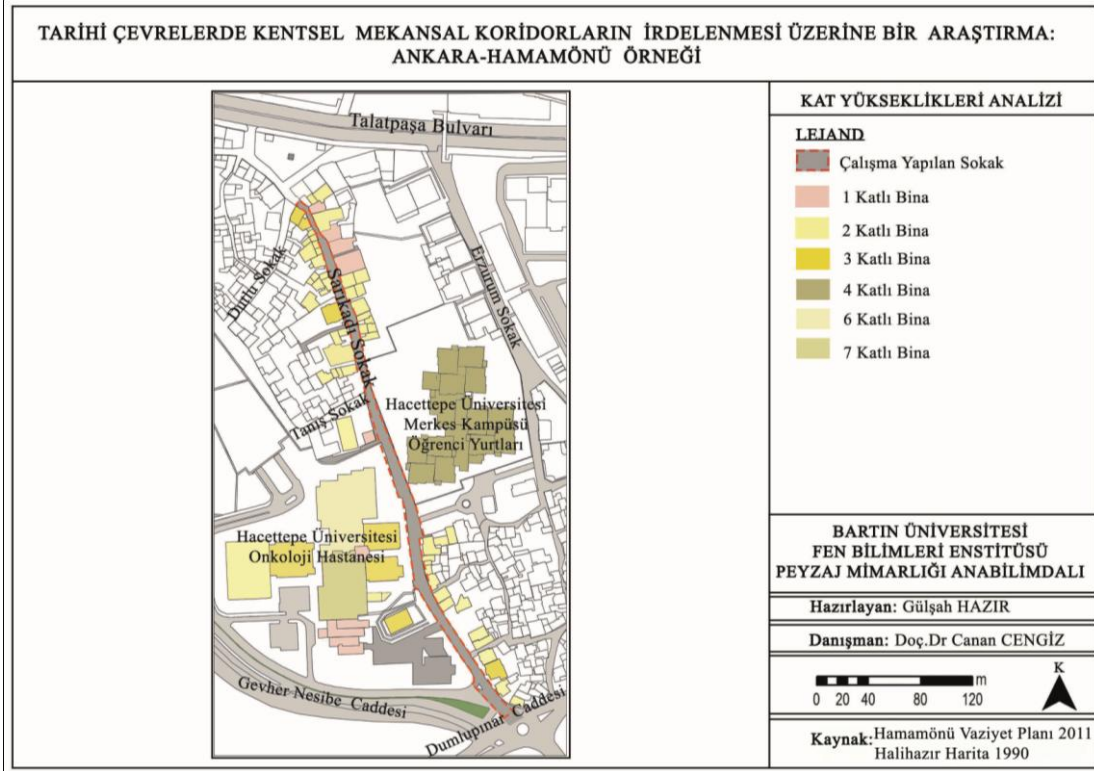 TARİHİ ÇEVRELERDE KENTSEL MEKANSAL KORİDORLARIN İRDELENMESİ ÜZERİNE BİR ARAŞTIRMA:
ANKARA-HAMAMÖNÜ ÖRNEĞİ
Talatpaşa Bulvarı
Dutlu Sokak
Sarıkadı Sokak
Erzurum Sokak
Tanış Sokak
Hacettepe Üniversitesi
Merkes Kampüsü
Öğrenci Yurtları
Hacettepe Üniversitesi
Onkoloji Hastanesi
Gevher Nesibe Caddesi
Dumlupınar Caddesi
KAT YÜKSEKLİKLERİ ANALİZİ
LEJAND
Çalışma Yapılan Sokak
1 Katlı Bina
2 Katlı Bina
3 Katlı Bina
4 Katlı Bina
6 Katlı Bina
7 Katlı Bina
BARTIN ÜNİVERSİTESİ
FEN BİLİMLERİ ENSTİTÜSÜ
PEYZAJ MİMARLIĞI ANABİLİMDALI
Hazırlayan: Gülşah HAZIR
Danışman: Doç.Dr Canan CENGİZ
m
0 20 40 80 120
K
Kaynak: Hamamönü Vaziyet Planı 2011
Halihazır Harita 1990